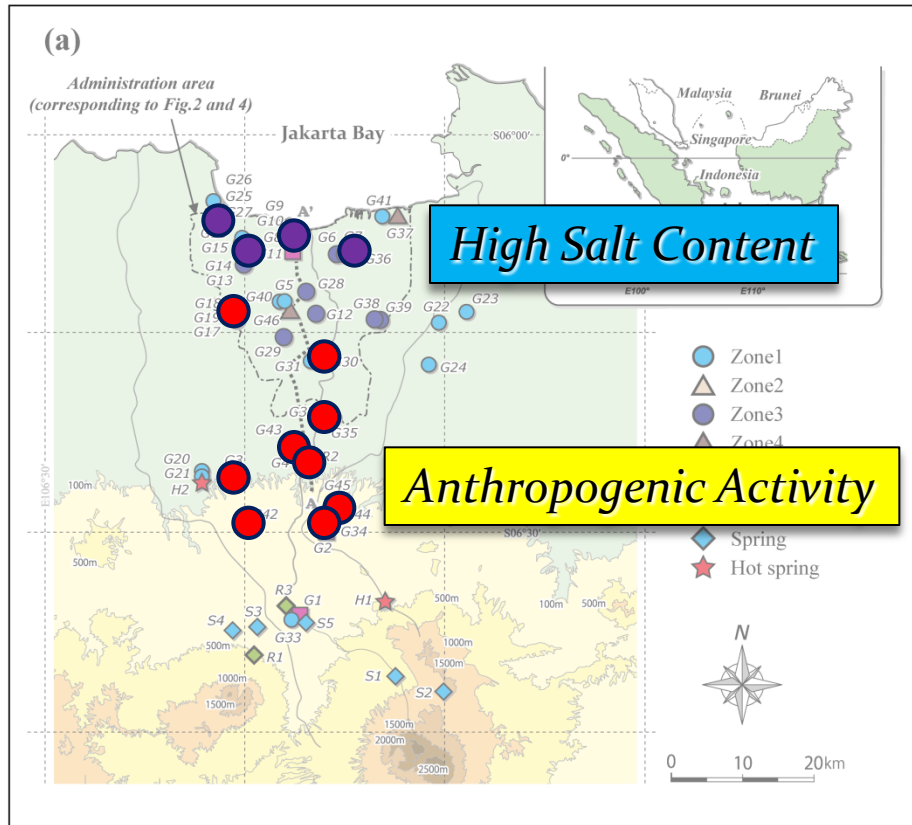 (a)
Administration area
(corresponding to Fig.2 and 4)
Jakarta Bay
S06°00'
Malaysia
Brunei
Singapore
Indonesia
0°
E100°
E110°
High Salt Content
G26
G25
G27
G9
A'
G10
G41
G37
G15
G6
G36
G14
G13
G5
G28
G40
G18
G12
G38
G39
G22
G23
G17
G46
G29
G31
G24
G35
G43
R2
G20
G21
H2
100m
E106°30'
G45
A
G34
G2
S06°30'
500m
Zone1
Zone2
Zone3
Zone4
Anthropogenic Activity
Spring
Hot spring
R3
G1
H1
500m
100m
500m
S4
S3
S5
G33
500m
R1
1000m
1500m
S1
S2
1000m
1500m
1500m
2000m
2500m
N
0 10 20km